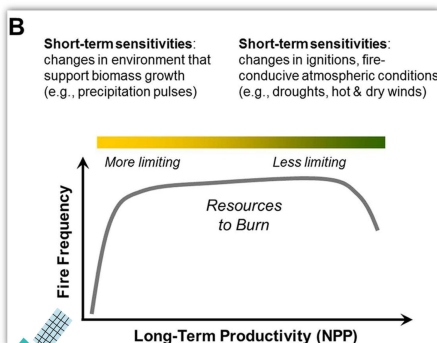 B
Short-term sensitivities:
changes in environment that
support biomass growth
(e.g., precipitation pulses)
Short-term sensitivities:
changes in ignitions, fire-
conducive atmospheric conditions
(e.g., droughts, hot & dry winds)
More limiting
Less limiting
Resources
to Burn
Fire Frequency
Long-Term Productivity (NPP)